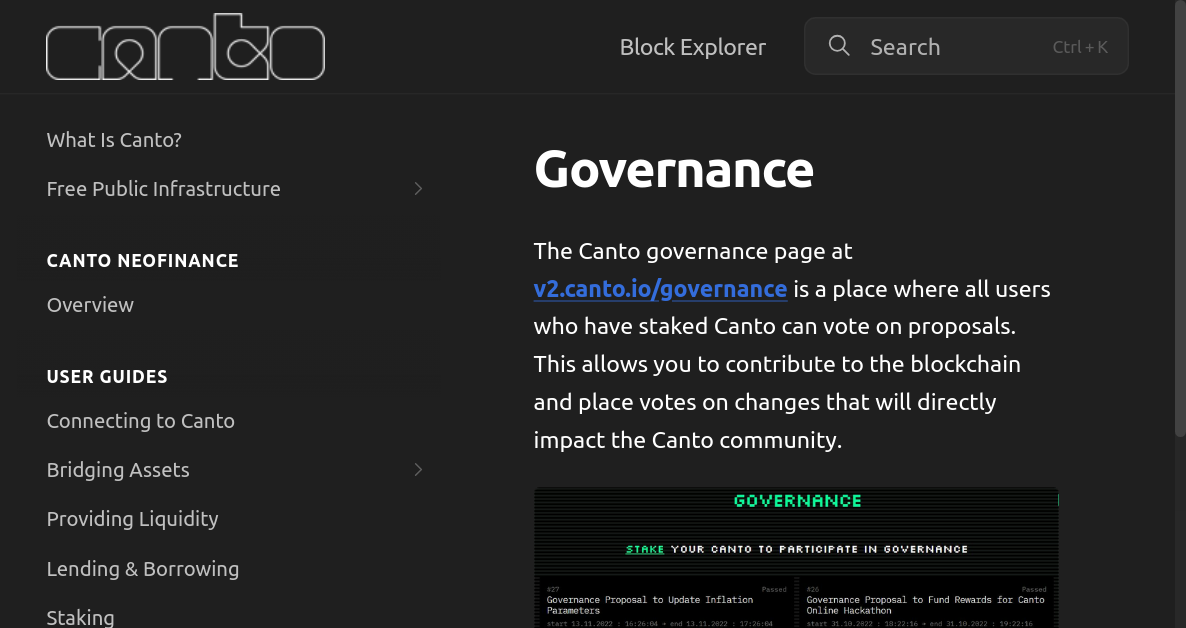 canto
Block Explorer
Search
Ctrl + K
What Is Canto?
Free Public Infrastructure
CANTO NEOFINANCE
Overview
USER GUIDES
Connecting to Canto
Bridging Assets
Providing Liquidity
Lending & Borrowing
Staking
Governance
The Canto governance page at
v2.canto.io/governance is a place where all users
who have staked Canto can vote on proposals.
This allows you to contribute to the blockchain
and place votes on changes that will directly
impact the Canto community.
GOVERNANCE
STAKE YOUR CANTO TO PARTICIPATE IN GOVERNANCE
#27 Passed
Governance Proposal to Update Inflation
Parameters
start 13.11.2022 : 16:26:04 → end 13.11.2022 : 17:26:04
#26 Passed
Governance Proposal to Fund Rewards for Canto
Online Hackathon
start 31.10.2022 : 18:22:16 → end 31.10.2022 : 19:22:16